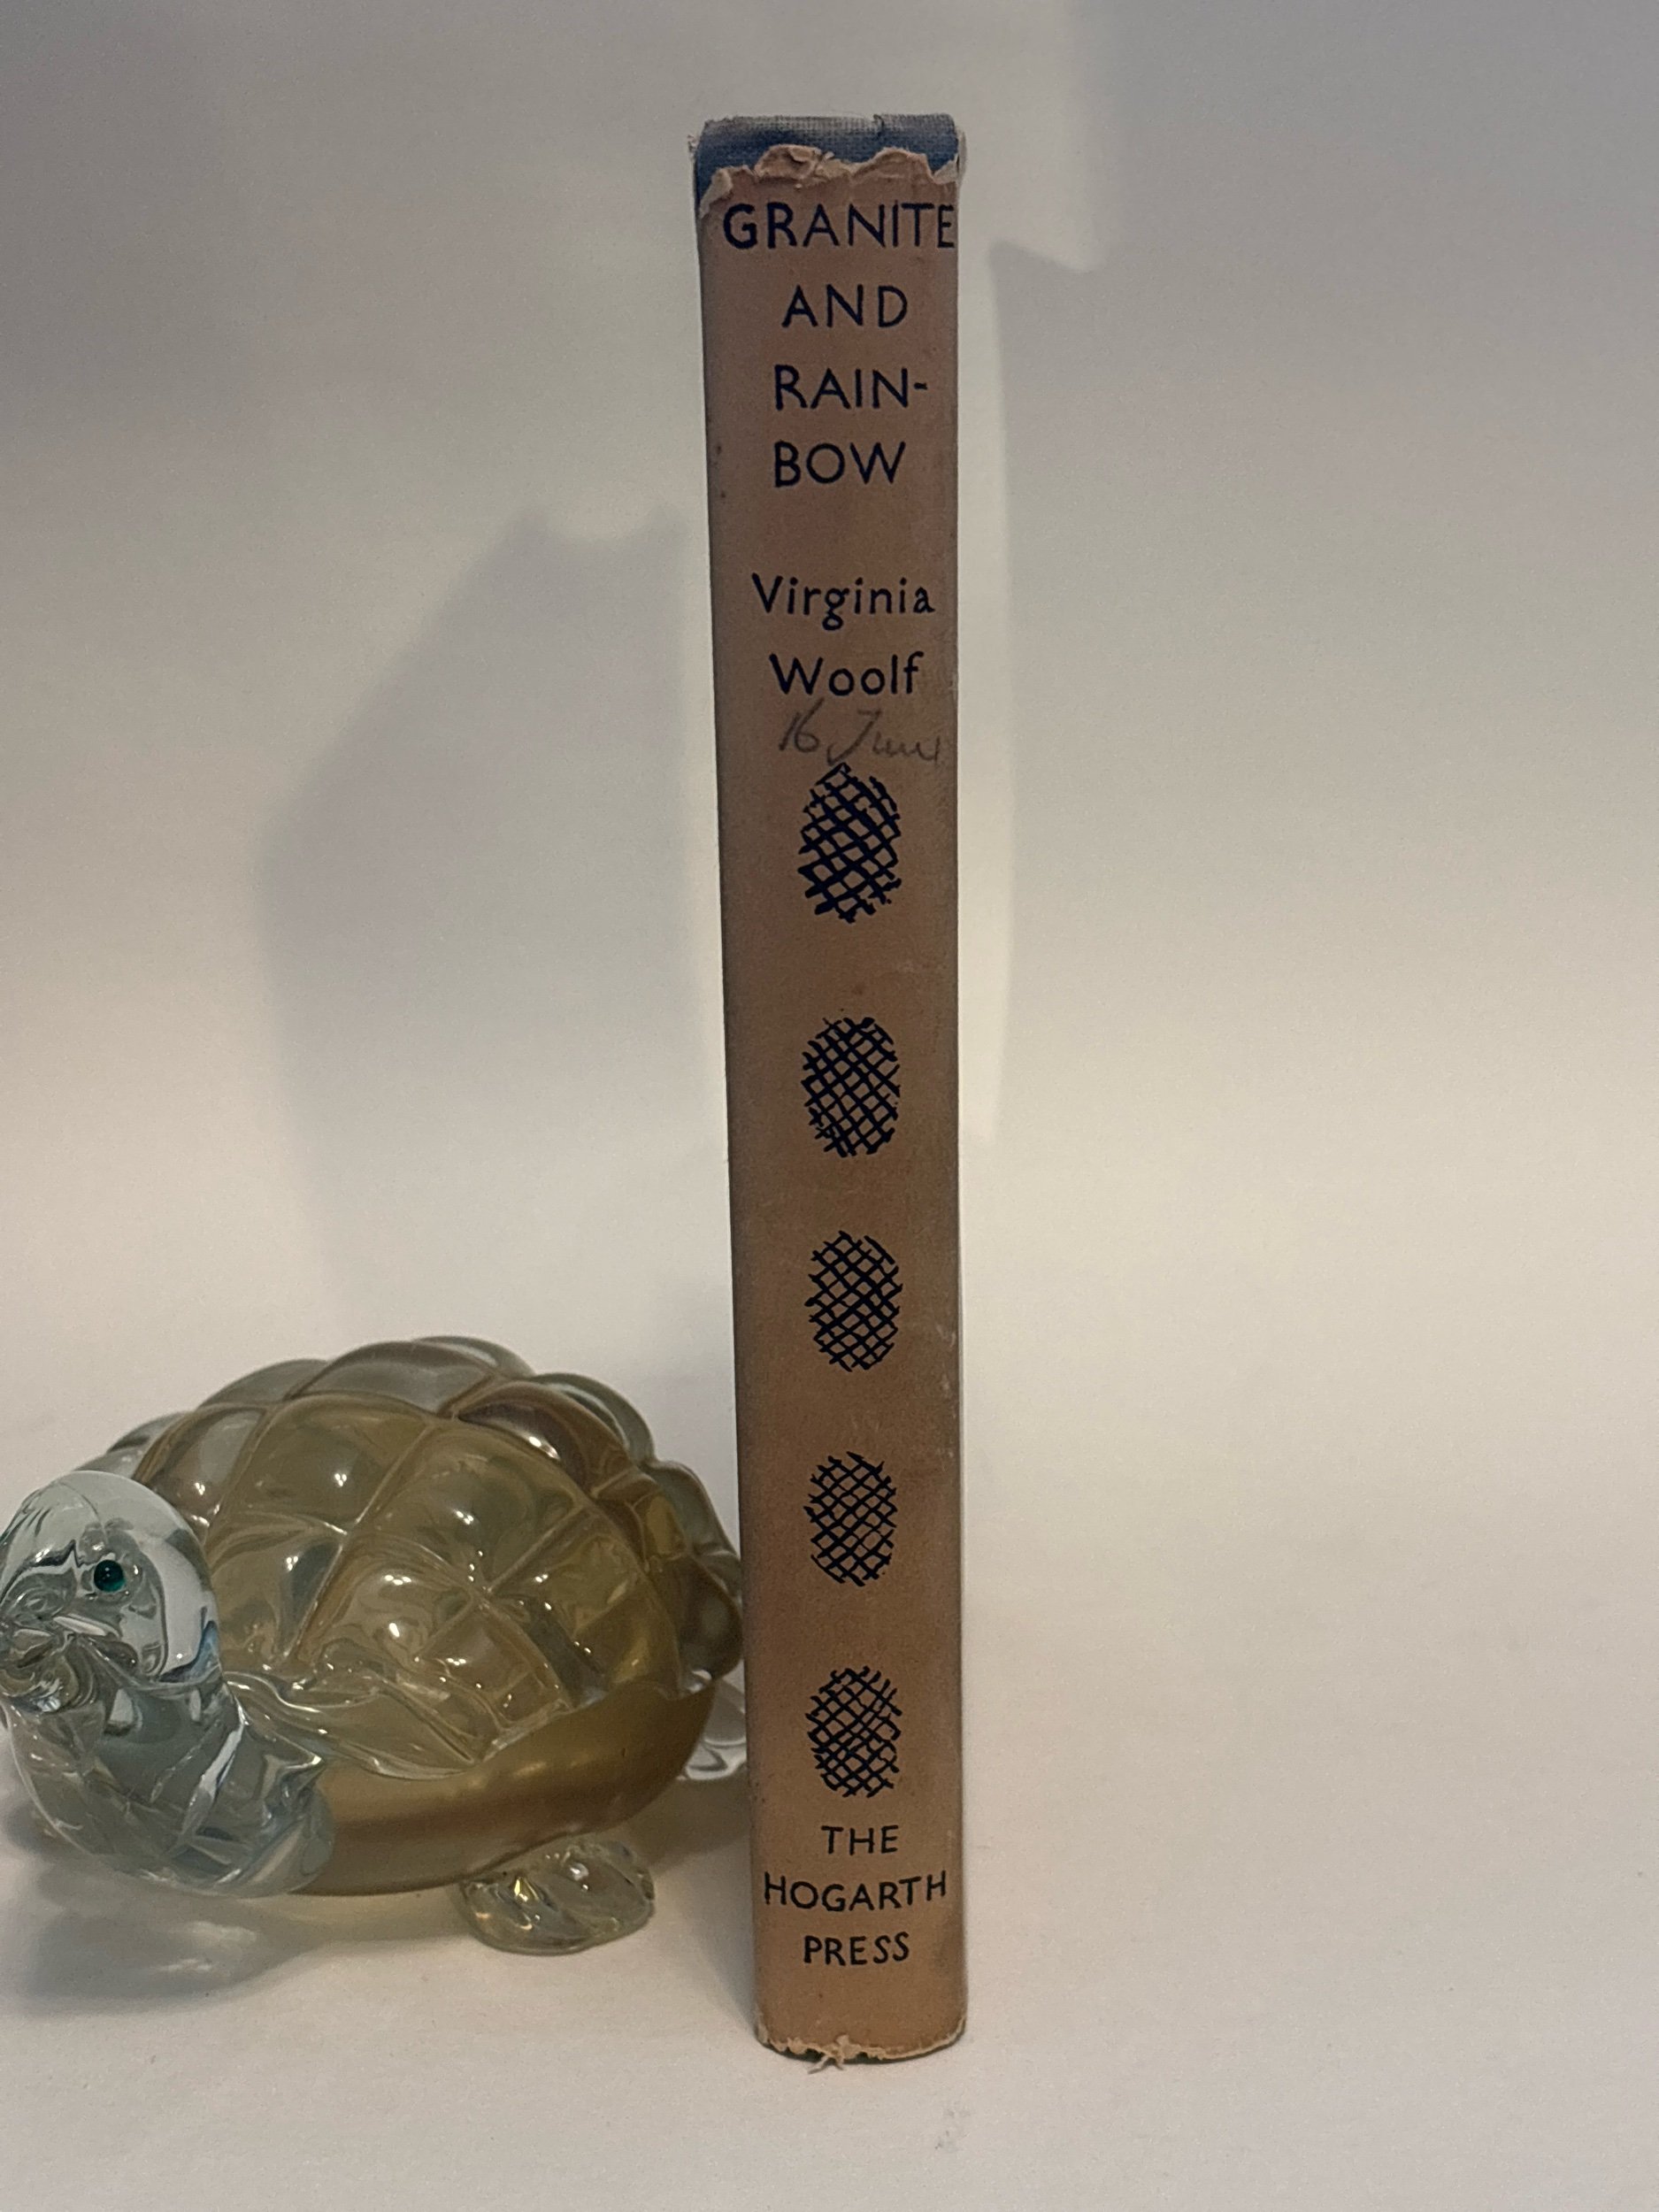 GRANITE
AND
RAIN-
BOW
Virginia
Woolf
16 June
THE
HOGARTH
PRESS